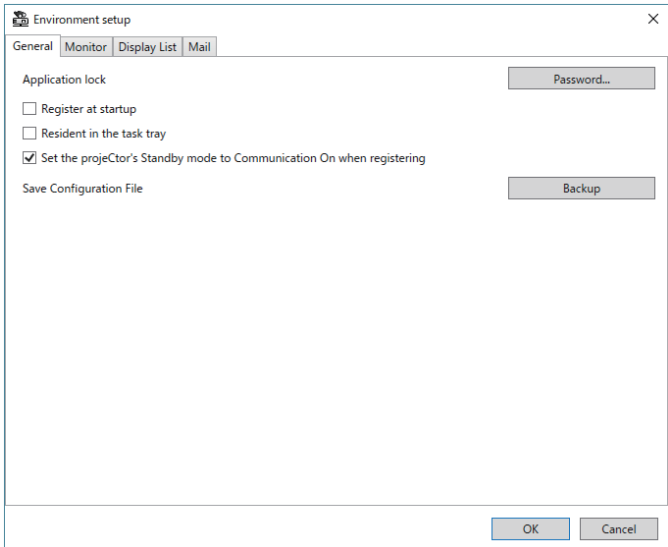 Environment setup
General Monitor Display List Mail
Application lock Password...
Register at startup
Resident in the task tray
Set the projeCtor's Standby mode to Communication On when registering
Save Configuration File Backup
OK Cancel